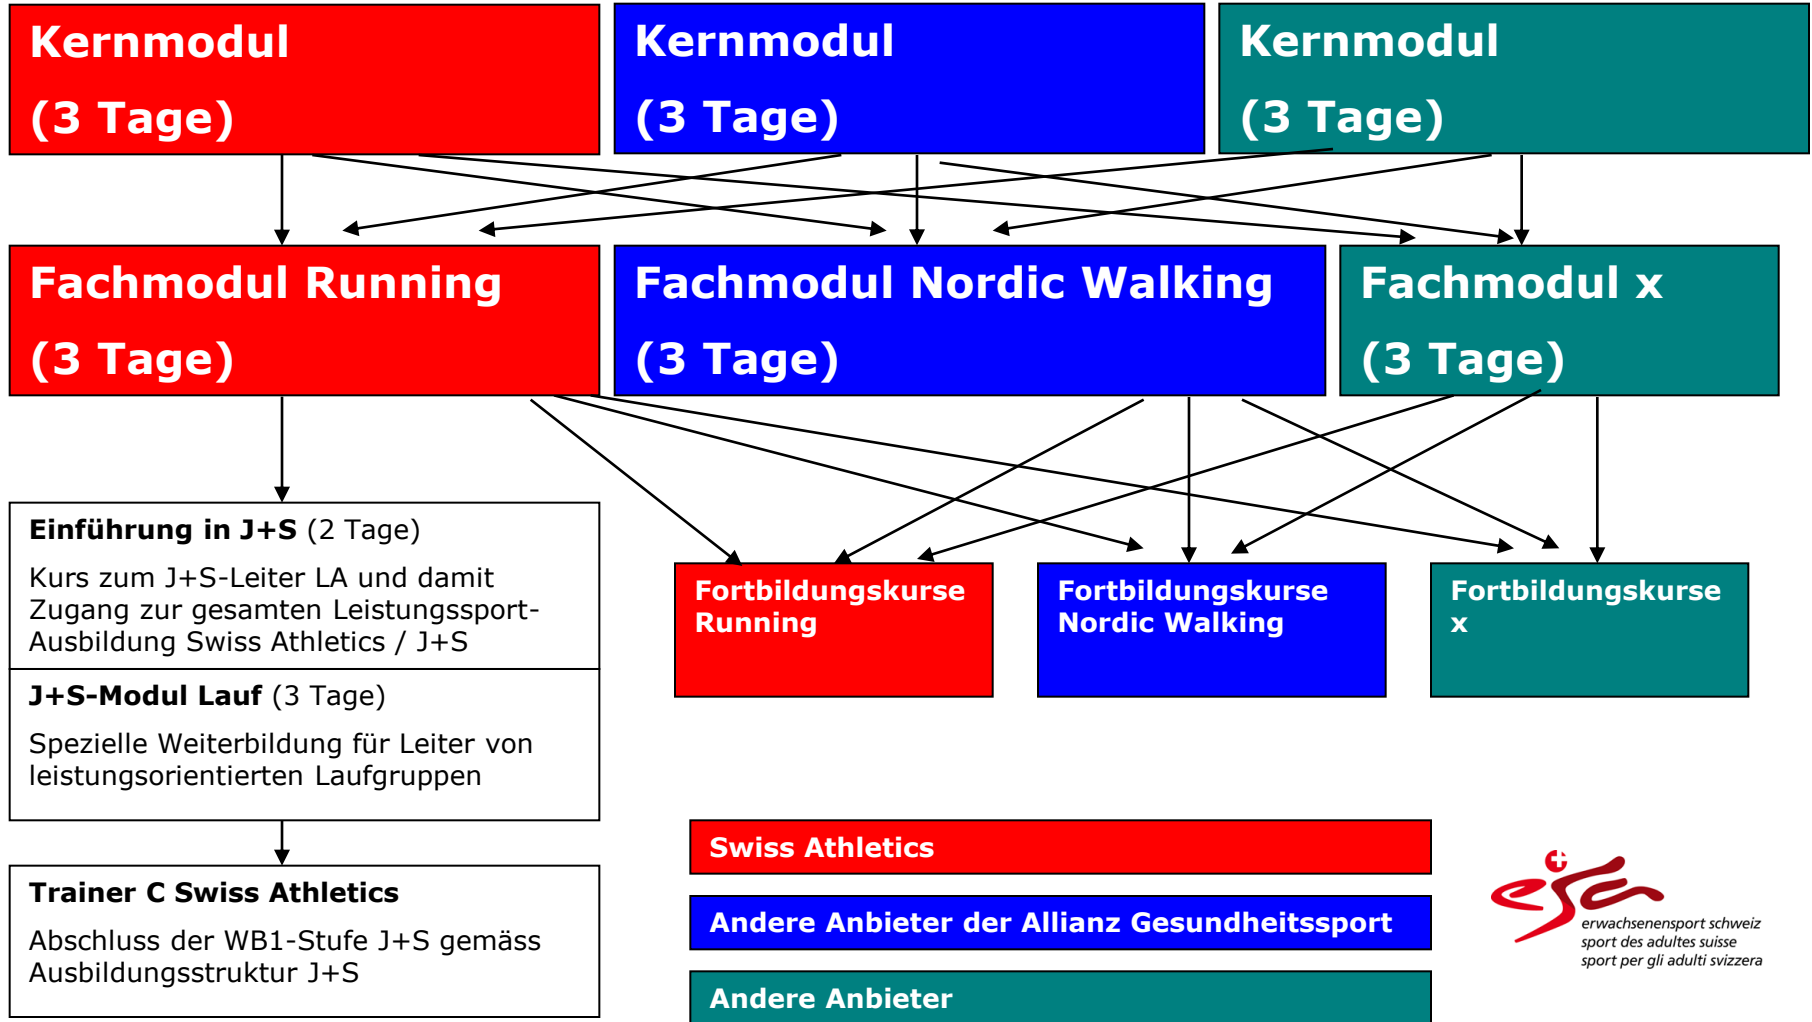 Kernmodul
(3 Tage)
Kernmodul
(3 Tage)
Kernmodul
(3 Tage)
Fachmodul Running
(3 Tage)
Fachmodul Nordic Walking
(3 Tage)
Fachmodul x
(3 Tage)
Einführung in J+S (2 Tage)
Kurs zum J+S-Leiter LA und damit
Zugang zur gesamten Leistungssport-
Ausbildung Swiss Athletics / J+S
J+S-Modul Lauf (3 Tage)
Spezielle Weiterbildung für Leiter von
leistungsorientierten Laufgruppen
Trainer C Swiss Athletics
Abschluss der WB1-Stufe J+S gemäss
Ausbildungsstruktur J+S
Fortbildungskurse
Running
Fortbildungskurse
Nordic Walking
Fortbildungskurse
x
Swiss Athletics
Andere Anbieter der Allianz Gesundheitssport
Andere Anbieter
esa
erwachsenensport schweiz
sport des adultes suisse
sport per gli adulti svizzera